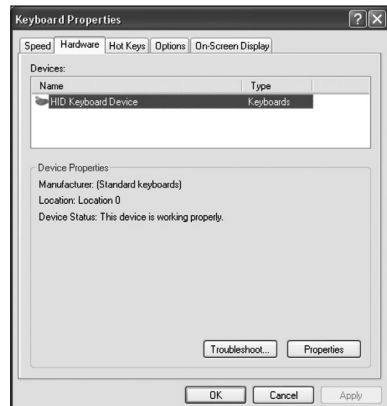 Keyboard Properties
Speed Hardware Hot Keys Options On-Screen Display
Devices:
Name Type
HID Keyboard Device Keyboards
Device Properties
Manufacturer: (Standard keyboards)
Location: Location 0
Device Status: This device is working properly.
Troubleshoot... Properties
OK Cancel Apply